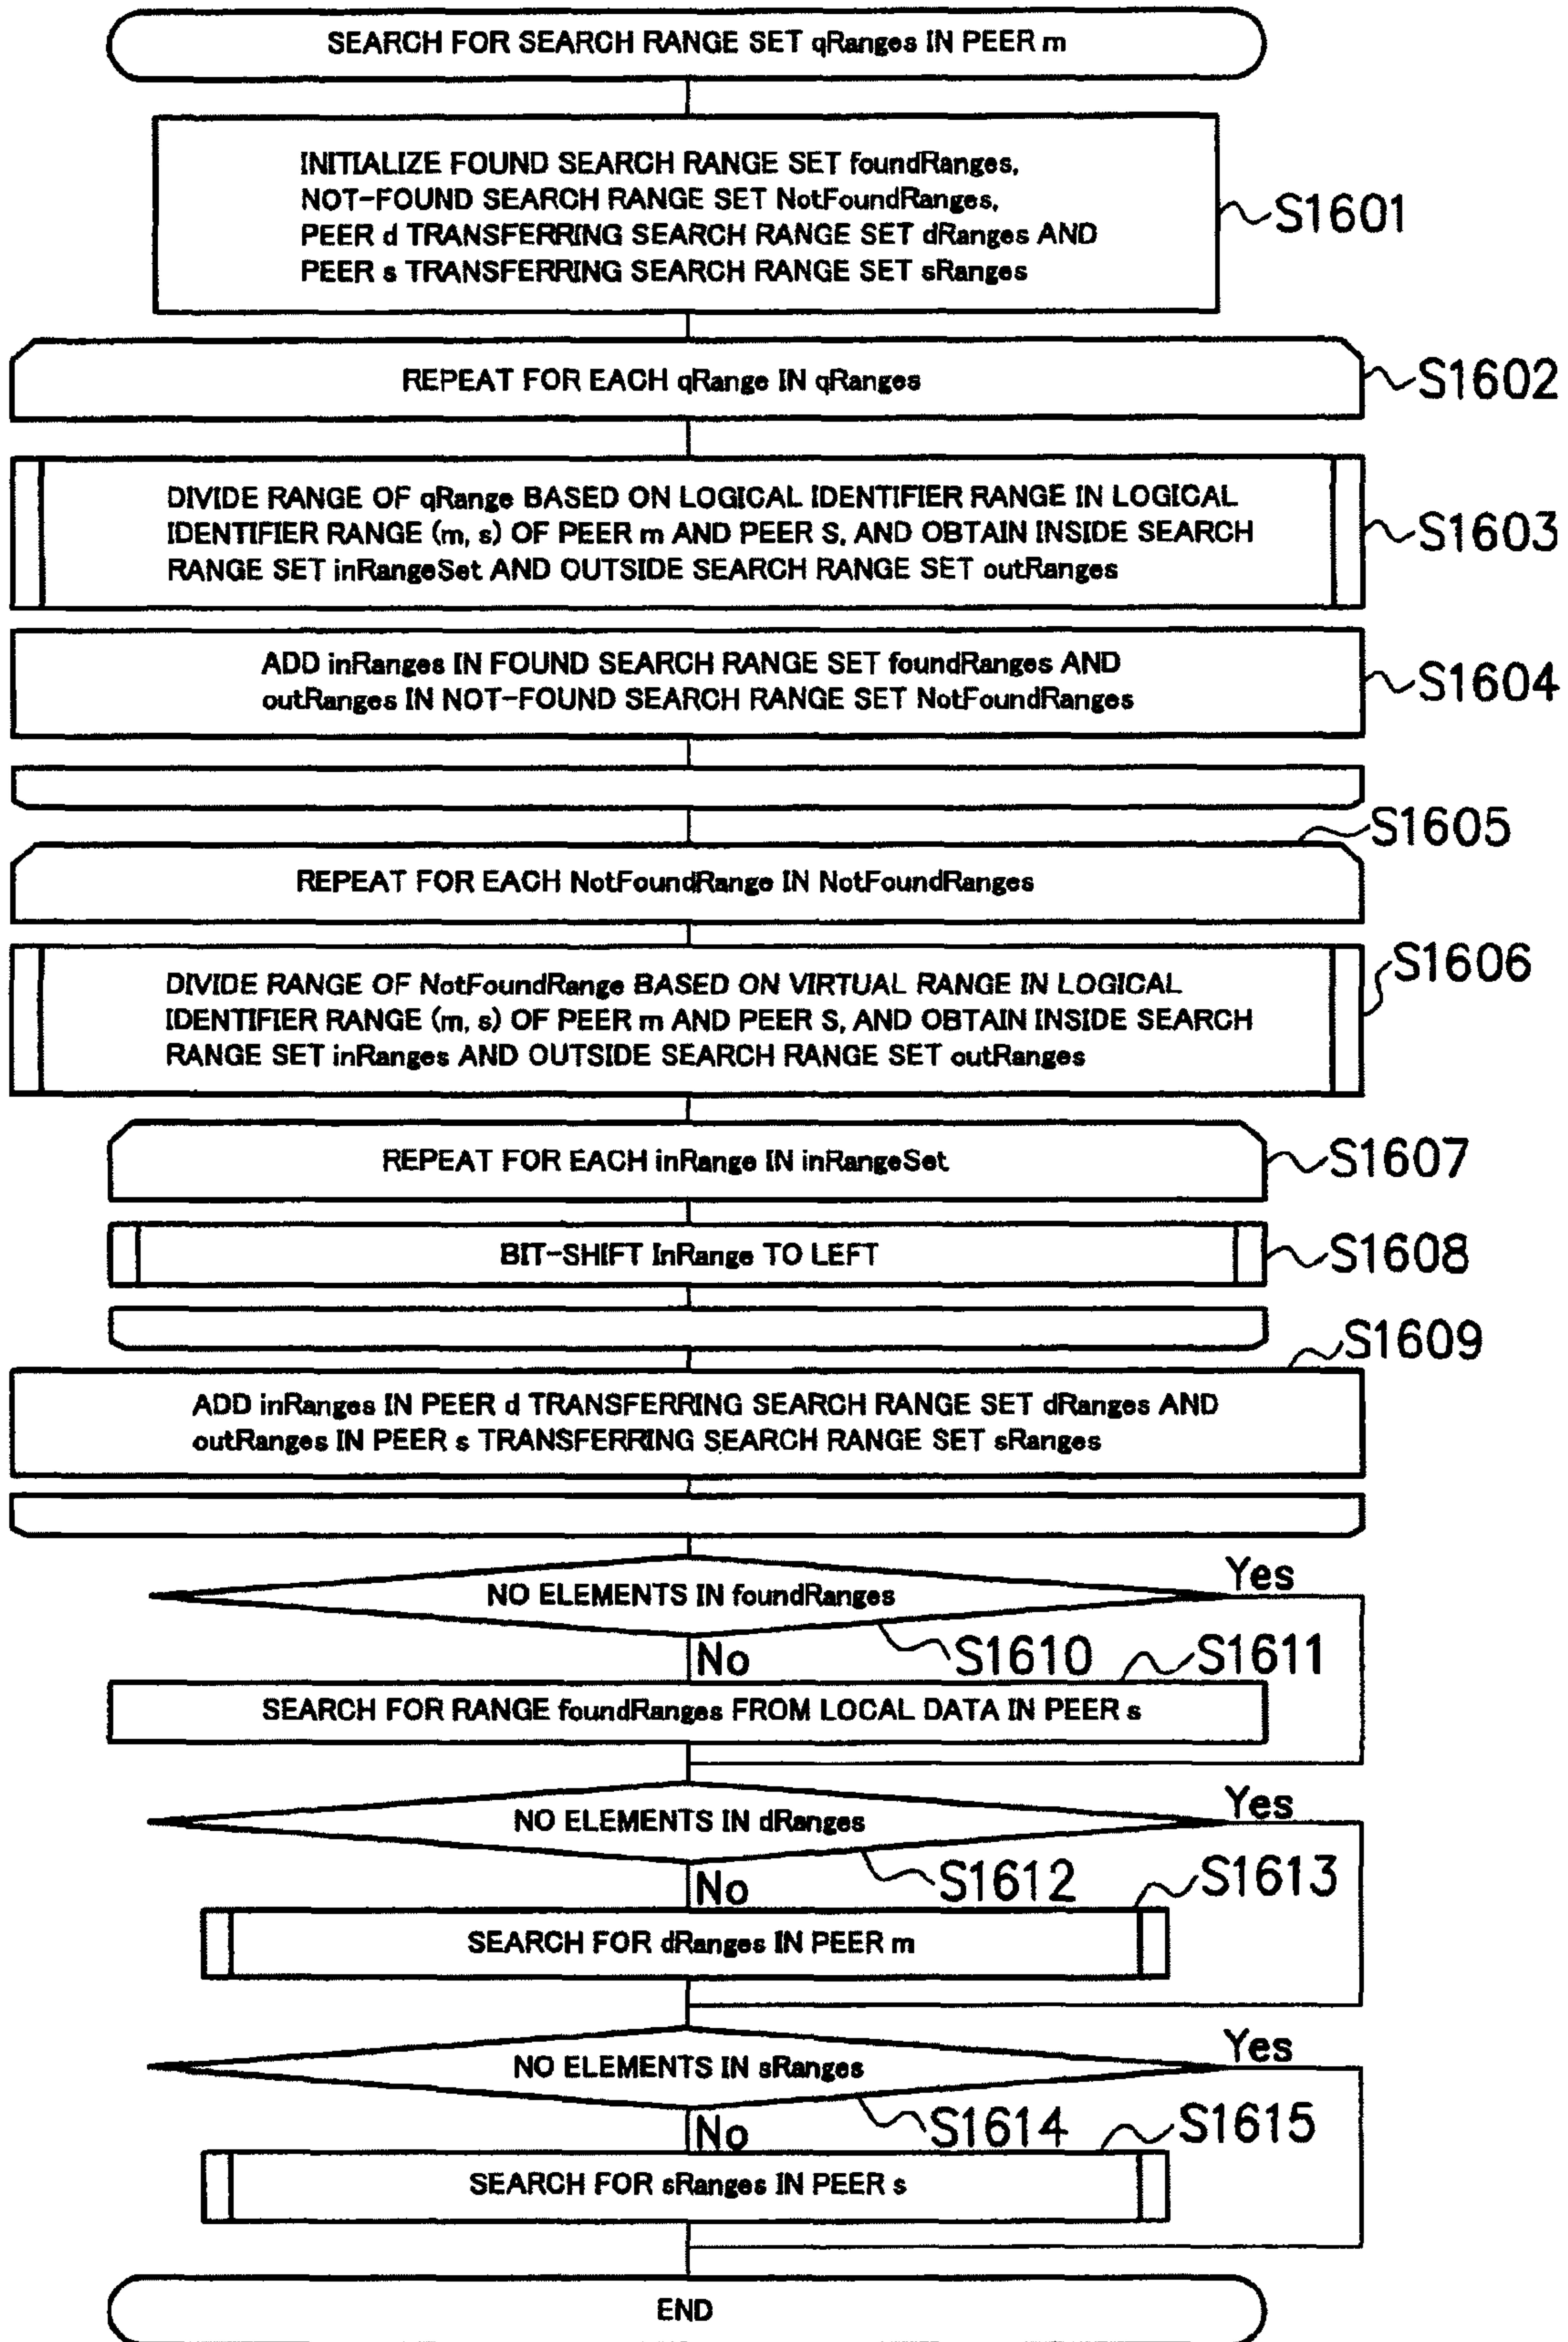 SEARCH FOR SEARCH RANGE SET qRanges IN PEER m
INITIALIZE FOUND SEARCH RANGE SET foundRanges,
NOT-FOUND SEARCH RANGE SET NotFoundRanges,
PEER d TRANSFERRING SEARCH RANGE SET dRanges AND
PEER s TRANSFERRING SEARCH RANGE SET sRanges
S1601
REPEAT FOR EACH qRange IN qRanges
S1602
DIVIDE RANGE OF qRange BASED ON LOGICAL IDENTIFIER RANGE IN LOGICAL
IDENTIFIER RANGE (m, s) OF PEER m AND PEER S, AND OBTAIN INSIDE SEARCH
RANGE SET inRangeSet AND OUTSIDE SEARCH RANGE SET outRanges
S1603
ADD inRanges IN FOUND SEARCH RANGE SET foundRanges AND
outRanges IN NOT-FOUND SEARCH RANGE SET NotFoundRanges
S1604
S1605
REPEAT FOR EACH NotFoundRange IN NotFoundRanges
DIVIDE RANGE OF NotFoundRange BASED ON VIRTUAL RANGE IN LOGICAL
IDENTIFIER RANGE (m, s) OF PEER m AND PEER S, AND OBTAIN INSIDE SEARCH
RANGE SET inRanges AND OUTSIDE SEARCH RANGE SET outRanges
S1606
REPEAT FOR EACH inRange IN inRangeSet
S1607
BIT-SHIFT InRange TO LEFT
S1608
S1609
ADD inRanges IN PEER d TRANSFERRING SEARCH RANGE SET dRanges AND
outRanges IN PEER s TRANSFERRING SEARCH RANGE SET sRanges
NO ELEMENTS IN foundRanges
Yes
No
S1610
S1611
SEARCH FOR RANGE foundRanges FROM LOCAL DATA IN PEER s
NO ELEMENTS IN dRanges
Yes
No
S1612
S1613
SEARCH FOR dRanges IN PEER m
NO ELEMENTS IN sRanges
Yes
No
S1614
S1615
SEARCH FOR sRanges IN PEER s
END